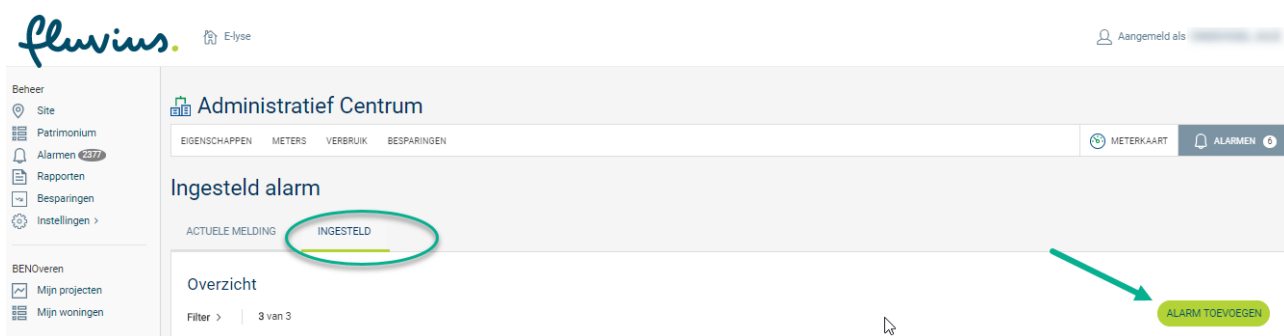 fluvius. E-lyse Aangemeld als
Beheer
Site
Patrimonium
Alarmen 2377
Rapporten
Besparingen
Instellingen >
BENOveren
Mijn projecten
Mijn woningen
Administratief Centrum
EIGENSCHAPPEN METERS VERBRUIK BESPARINGEN METERKAART ALARMEN 6
Ingesteld alarm
ACTUELE MELDING INGESTELD
Overzicht
Filter > 3 van 3 ALARM TOEVOEGEN